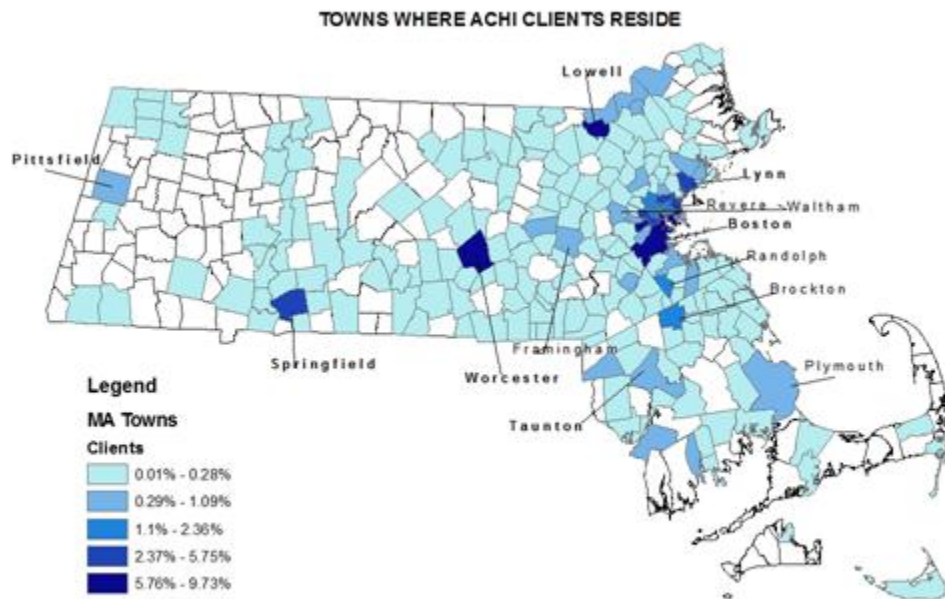 TOWNS WHERE ACHI CLIENTS RESIDE
Lowell
Pittsfield
Lynn
Revere
Waltham
Boston
Randolph
Brockton
Framingham
Springfield
Worcester
Plymouth
Taunton
Legend
MA Towns
Clients
0.01% - 0.28%
0.29% - 1.09%
1.1% - 2.36%
2.37% - 5.75%
5.76% - 9.73%